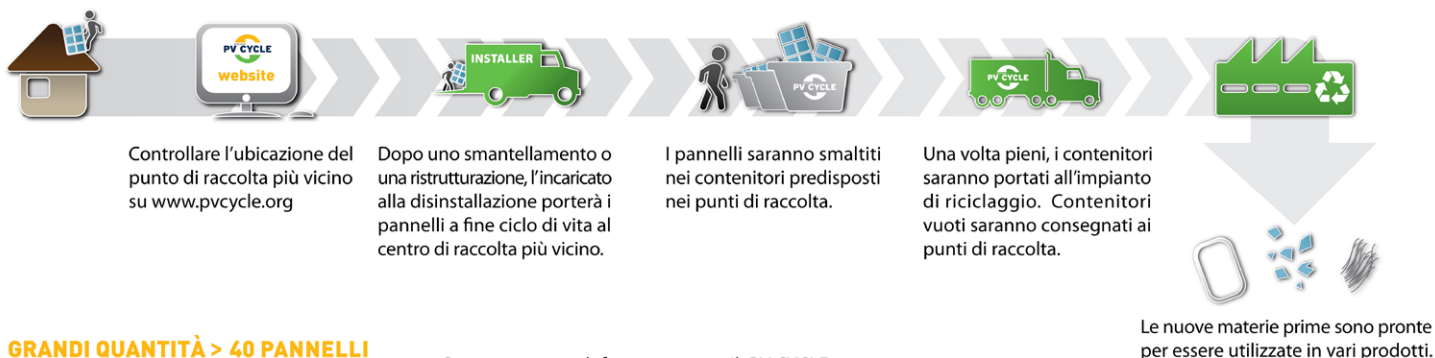 PV CYCLE
website
INSTALLER
PV CYCLE
PV CYCLE
Controllare l'ubicazione del
punto di raccolta più vicino
su www.pvcycle.org
Dopo uno smantellamento o
una ristrutturazione, l'incaricato
alla disinstallazione porterà i
pannelli a fine ciclo di vita al
centro di raccolta più vicino.
I pannelli saranno smaltiti
nei contenitori predisposti
nei punti di raccolta.
Una volta pieni, i contenitori
saranno portati all'impianto
di riciclaggio. Contenitori
vuoti saranno consegnati ai
punti di raccolta.
Le nuove materie prime sono pronte
per essere utilizzate in vari prodotti.
GRANDI QUANTITÀ > 40 PANNELLI